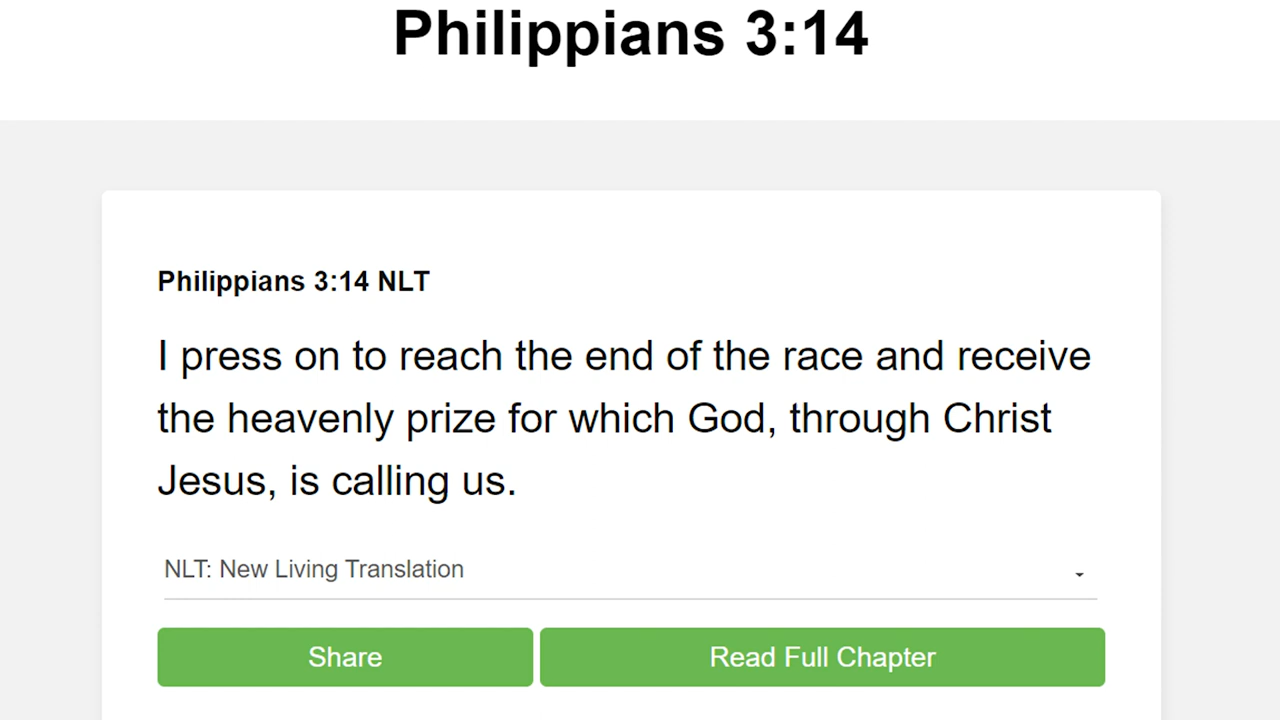 Philippians 3:14
Philippians 3:14 NLT
I press on to reach the end of the race and receive
the heavenly prize for which God, through Christ
Jesus, is calling us.
NLT: New Living Translation
Share
Read Full Chapter